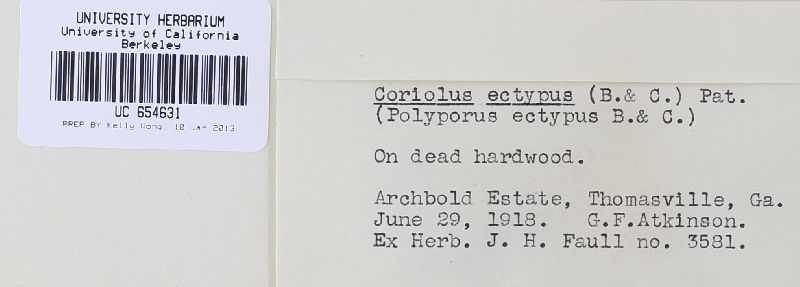 UNIVERSITY HERBARIUM
University of California
Berkeley
UC 654631
PREP BY Kelly Wong, 10 Jan 2013
Coriolus ectypus (B.& C.) Pat.
(Polyporus ectypus B.& C.)
On dead hardwood.
Archbold Estate, Thomasville, Ga.
June 29, 1918. G.F.Atkinson.
Ex Herb. J. H. Faull no. 3581.